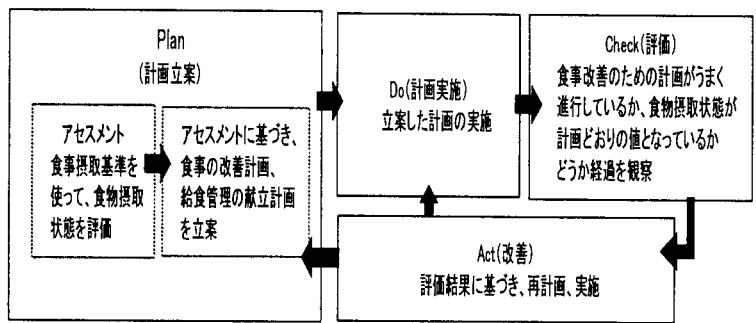 Plan
(計画立案)
アセスメント
食事摂取基準を
使って、食物摂取
状態を評価
アセスメントに基づき、
食事の改善計画、
給食管理の献立計画
を立案
Do(計画実施)
立案した計画の実施
Check(評価)
食事改善のための計画がうまく
進行しているか、食物摂取状態が
計画どおりの値となっているか
どうか経過を観察
Act(改善)
評価結果に基づき、再計画、実施